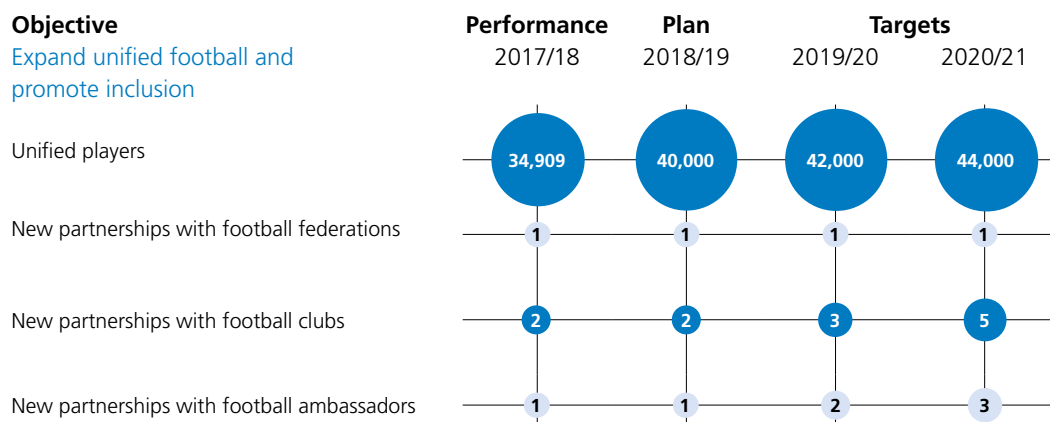 Objective Performance Plan Targets
Expand unified football and 2017/18 2018/19 2019/20 2020/21
promote inclusion
Unified players 34,909 40,000 42,000 44,000
New partnerships with football federations 1 1 1 1
New partnerships with football clubs 2 2 3 5
New partnerships with football ambassadors 1 1 2 3